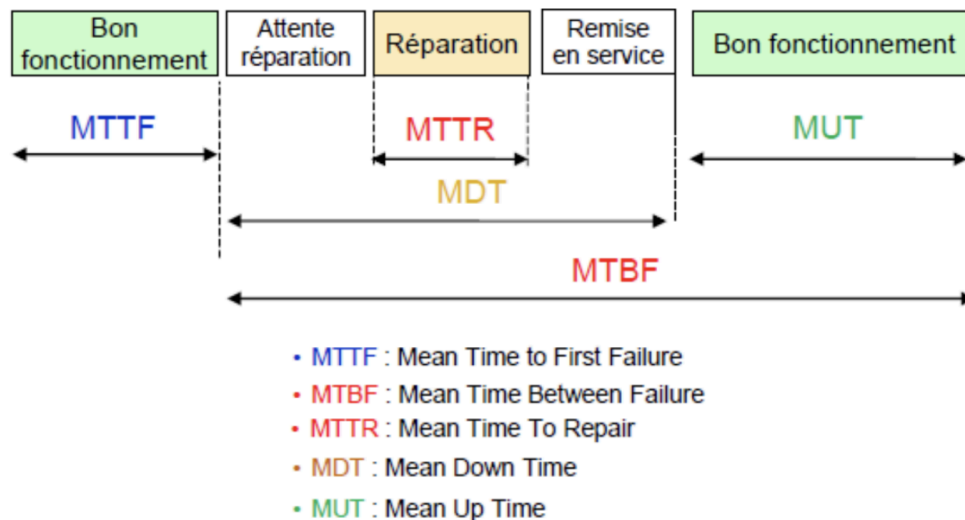 Bon
fonctionnement
Attente
réparation
Réparation
Remise
en service
Bon fonctionnement
MTTF
MTTR
MUT
MDT
MTBF
• MTTF : Mean Time to First Failure
• MTBF : Mean Time Between Failure
• MTTR : Mean Time To Repair
• MDT : Mean Down Time
• MUT : Mean Up Time